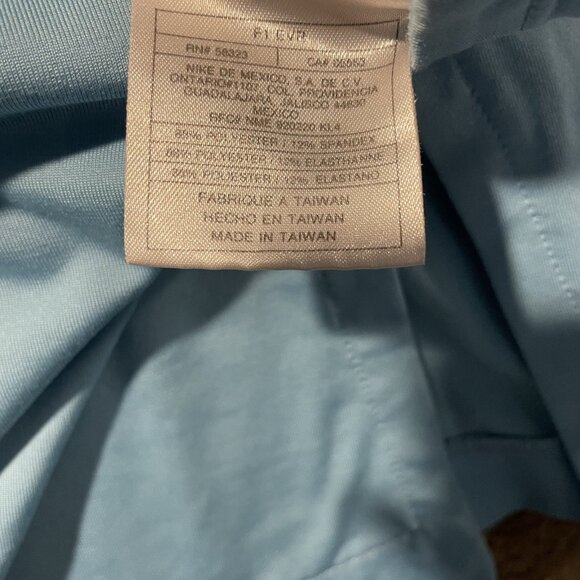 F1 EVR
RN# 56323 CA# 05553
NIKE DE MEXICO, S.A. DE C.V.
ONTARIO#1107, COL. PROVIDENCIA
GUADALAJARA, JALISCO 44630
MEXICO
RFC# NME 920220 KL4
88% POLYESTER / 12% SPANDEX
88% POLYESTER / 12% ELASTHANNE
88% POLIESTER / 12% ELASTANO
FABRIQUE A TAIWAN
HECHO EN TAIWAN
MADE IN TAIWAN